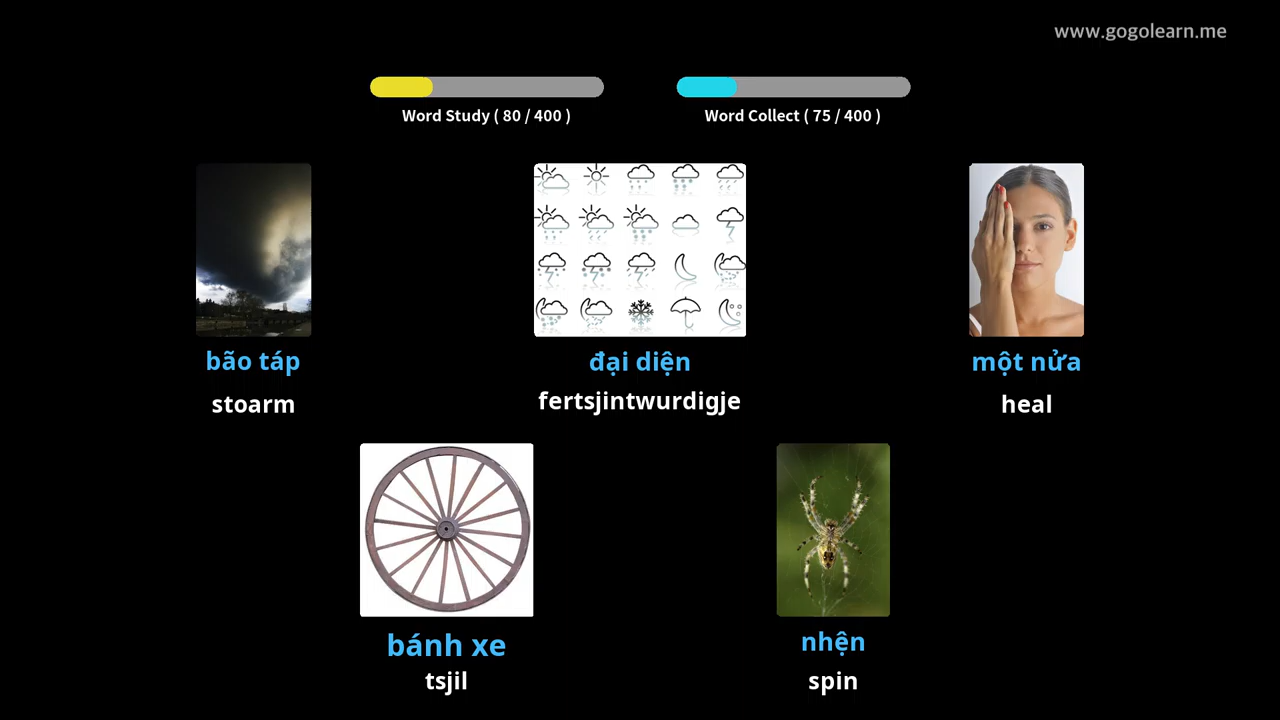 www.gogolearn.me
Word Study ( 80 / 400 )
Word Collect ( 75 / 400 )
bão táp
stoarm
đại diện
fertsjintwurdigje
một nửa
heal
bánh xe
tsjil
nhện
spin